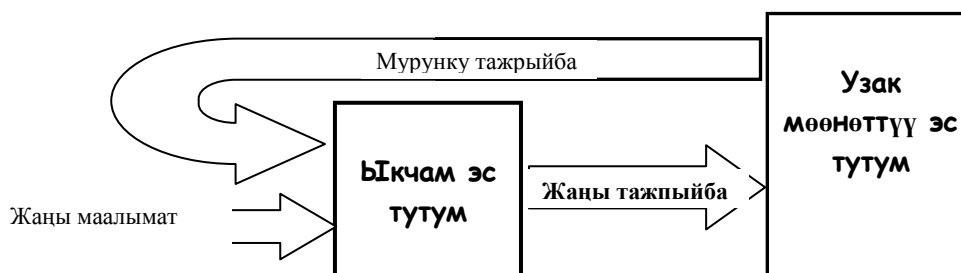 Мурунку тажрыйба
Узак
мөөнөттүү эс
тутум
Ыкчам эс
тутум
Жаңы тажпыйба
Жаңы маалымат